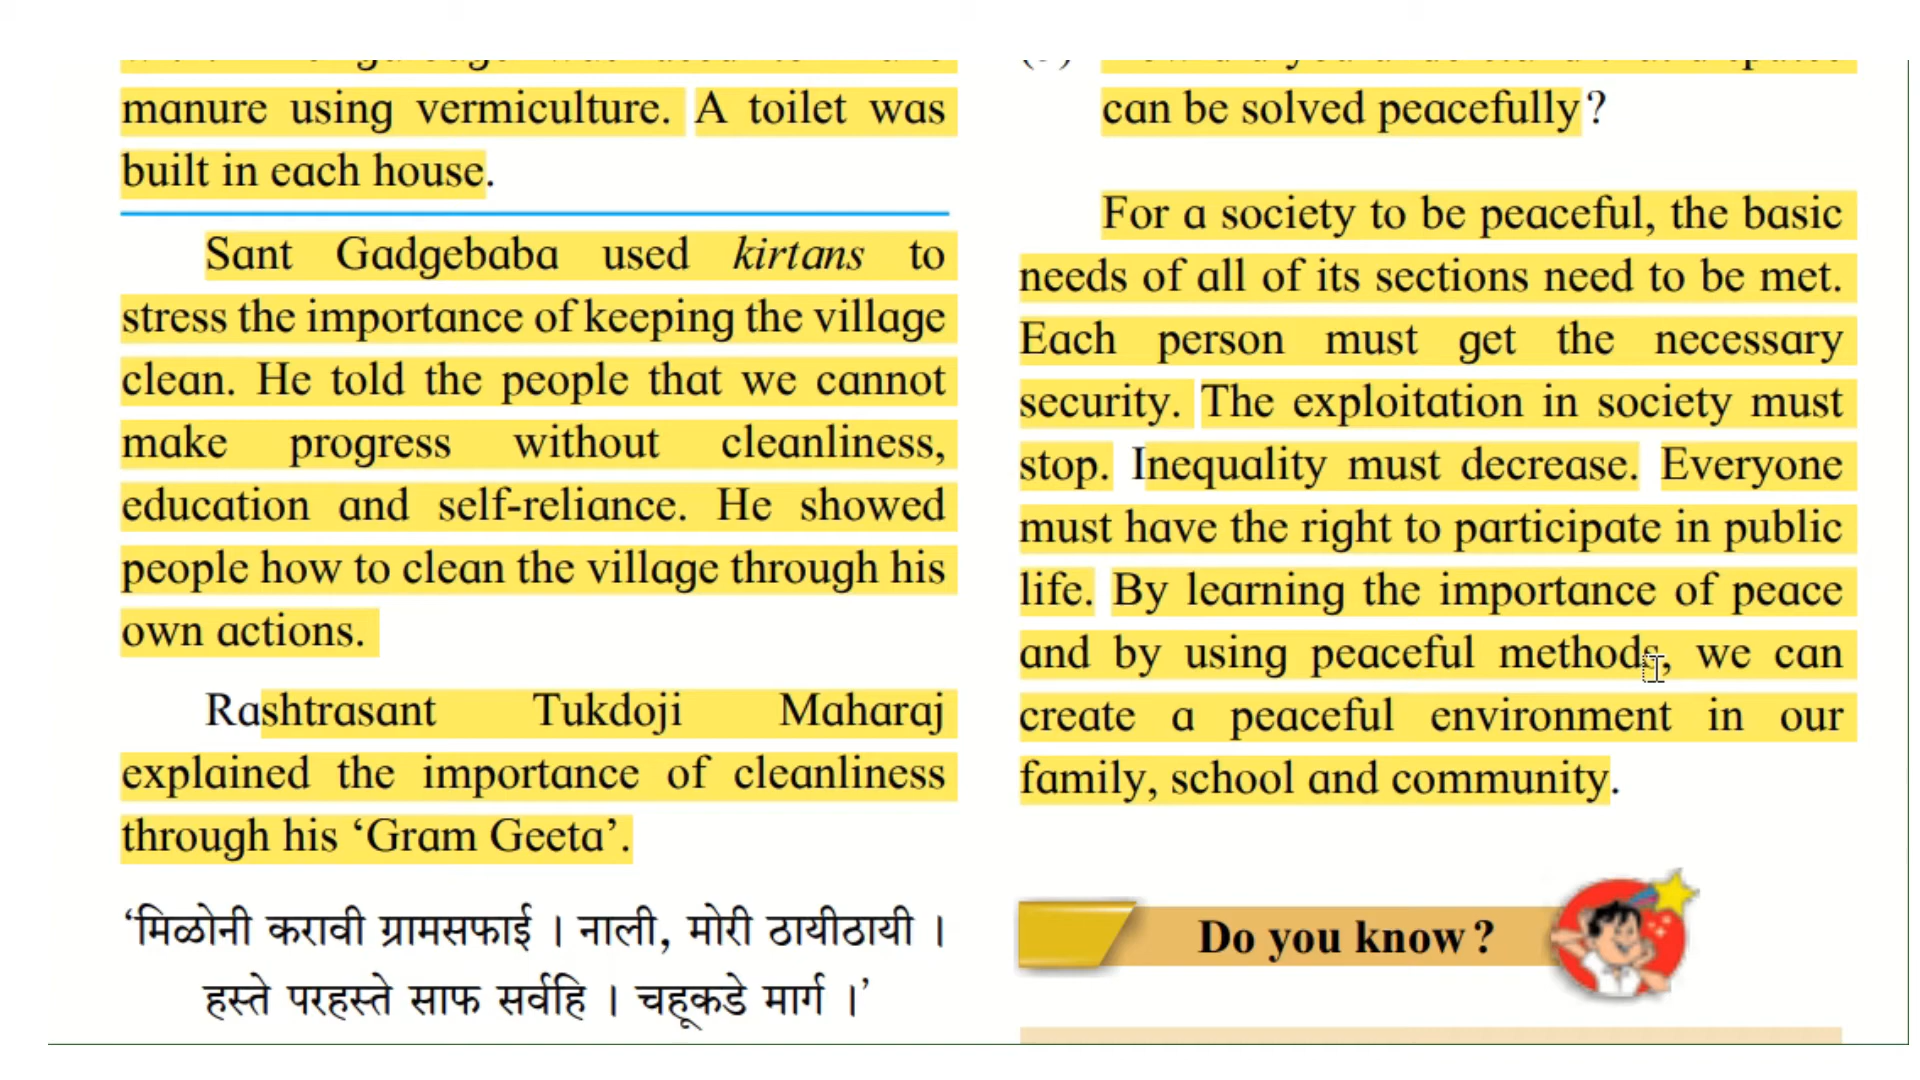 manure using vermiculture. A toilet was
built in each house.
Sant Gadgebaba used kirtans to
stress the importance of keeping the village
clean. He told the people that we cannot
make progress without cleanliness,
education and self-reliance. He showed
people how to clean the village through his
own actions.
Rashtrasant Tukdoji Maharaj
explained the importance of cleanliness
through his ‘Gram Geeta’.
‘मिळोनी करावी ग्रामसफाई । नाली, मोरी ठायीठायी ।
हस्ते परहस्ते साफ सर्वहि । चहूकडे मार्ग ।’
can be solved peacefully?
For a society to be peaceful, the basic
needs of all of its sections need to be met.
Each person must get the necessary
security. The exploitation in society must
stop. Inequality must decrease. Everyone
must have the right to participate in public
life. By learning the importance of peace
and by using peaceful methods, we can
create a peaceful environment in our
family, school and community.
Do you know?